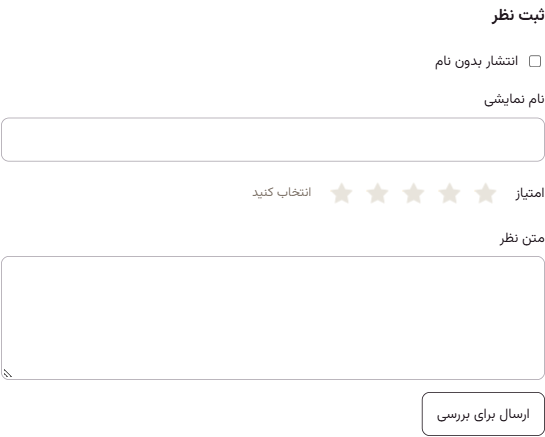 ثبت نظر
انتشار بدون نام
نام نمایشی
امتیاز انتخاب کنید
متن نظر
ارسال برای بررسی